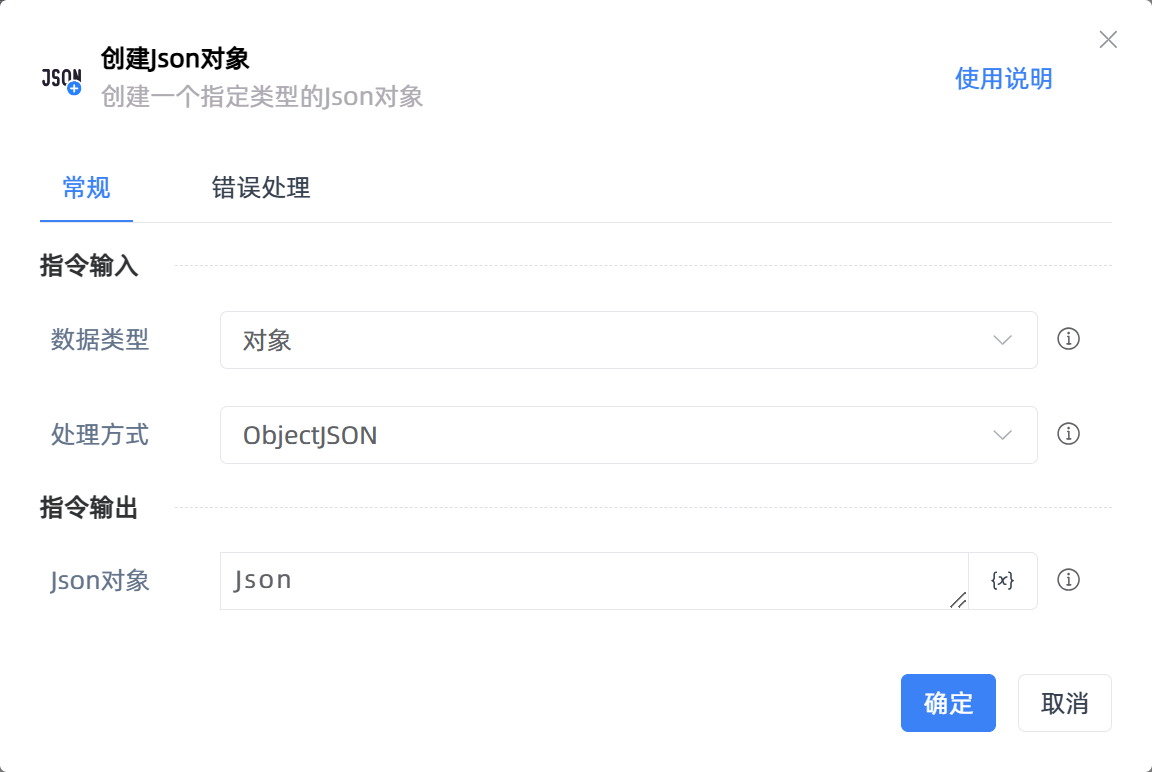 JSON
创建Json对象
创建一个指定类型的Json对象
使用说明
常规
错误处理
指令输入
数据类型
对象
处理方式
ObjectJSON
指令输出
Json对象
Json
{x}
确定
取消